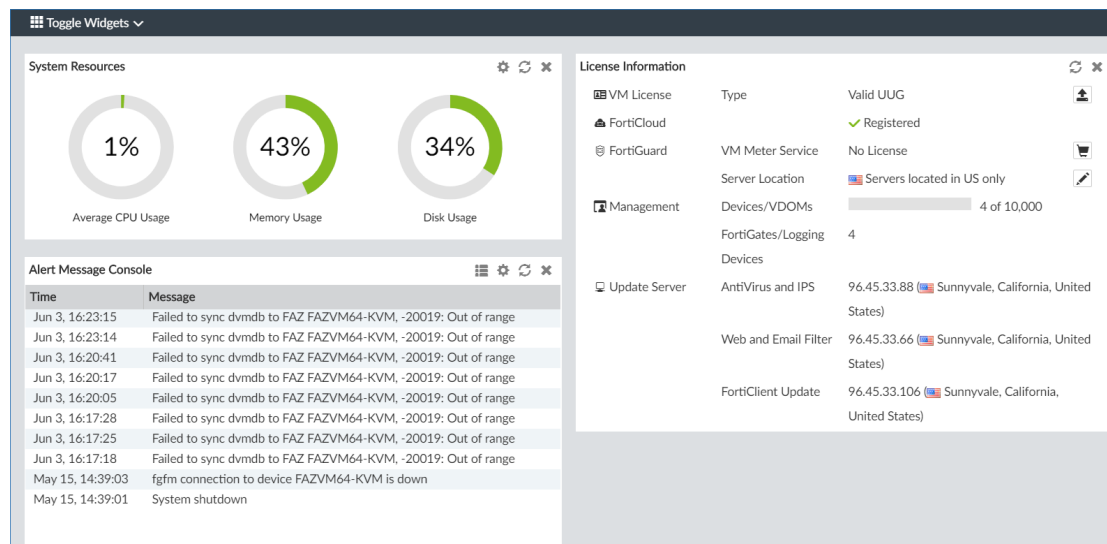 Toggle Widgets
System Resources
1%
43%
34%
Average CPU Usage
Memory Usage
Disk Usage
Alert Message Console
Time Message
Jun 3, 16:23:15 Failed to sync dvmdb to FAZ FAZVM64-KVM, -20019: Out of range
Jun 3, 16:23:14 Failed to sync dvmdb to FAZ FAZVM64-KVM, -20019: Out of range
Jun 3, 16:20:41 Failed to sync dvmdb to FAZ FAZVM64-KVM, -20019: Out of range
Jun 3, 16:20:17 Failed to sync dvmdb to FAZ FAZVM64-KVM, -20019: Out of range
Jun 3, 16:20:05 Failed to sync dvmdb to FAZ FAZVM64-KVM, -20019: Out of range
Jun 3, 16:17:28 Failed to sync dvmdb to FAZ FAZVM64-KVM, -20019: Out of range
Jun 3, 16:17:25 Failed to sync dvmdb to FAZ FAZVM64-KVM, -20019: Out of range
Jun 3, 16:17:18 Failed to sync dvmdb to FAZ FAZVM64-KVM, -20019: Out of range
May 15, 14:39:03 fgfm connection to device FAZVM64-KVM is down
May 15, 14:39:01 System shutdown
License Information
VM License Type Valid UUG
FortiCloud Registered
FortiGuard VM Meter Service No License
Server Location Servers located in US only
Management Devices/VDOMs 4 of 10,000
FortiGates/Logging 4
Devices
Update Server AntiVirus and IPS 96.45.33.88 ( Sunnyvale, California, United
States)
Web and Email Filter 96.45.33.66 ( Sunnyvale, California, United
States)
FortiClient Update 96.45.33.106 ( Sunnyvale, California,
United States)